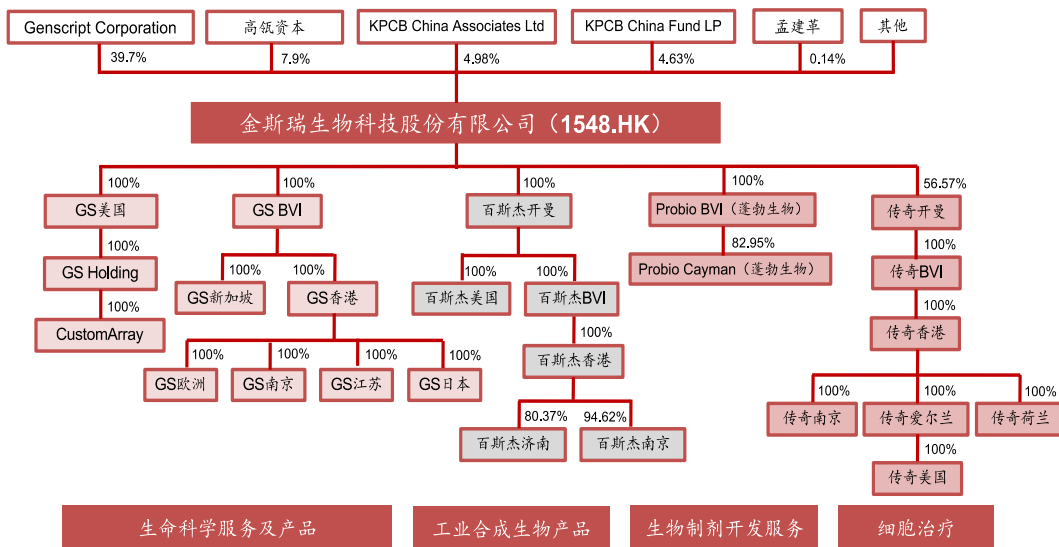 Genscript Corporation
高瓴资本
KPCB China Associates Ltd
KPCB China Fund LP
孟建革
其他
39.7%
7.9%
4.98%
4.63%
0.14%
金斯瑞生物科技股份有限公司（1548.HK）
100%
100%
100%
100%
56.57%
GS美国
GS BVI
百斯杰开曼
Probio BVI（蓬勃生物）
传奇开曼
100%
82.95%
100%
GS Holding
100%
100%
100%
100%
Probio Cayman（蓬勃生物）
传奇BVI
GS新加坡
GS香港
百斯杰美国
百斯杰BVI
100%
100%
100%
CustomArray
传奇香港
100%
100%
100%
100%
百斯杰香港
GS欧洲
GS南京
GS江苏
GS日本
100%
100%
100%
80.37%
94.62%
传奇南京
传奇爱尔兰
传奇荷兰
百斯杰济南
百斯杰南京
100%
传奇美国
生命科学服务及产品
工业合成生物产品
生物制剂开发服务
细胞治疗